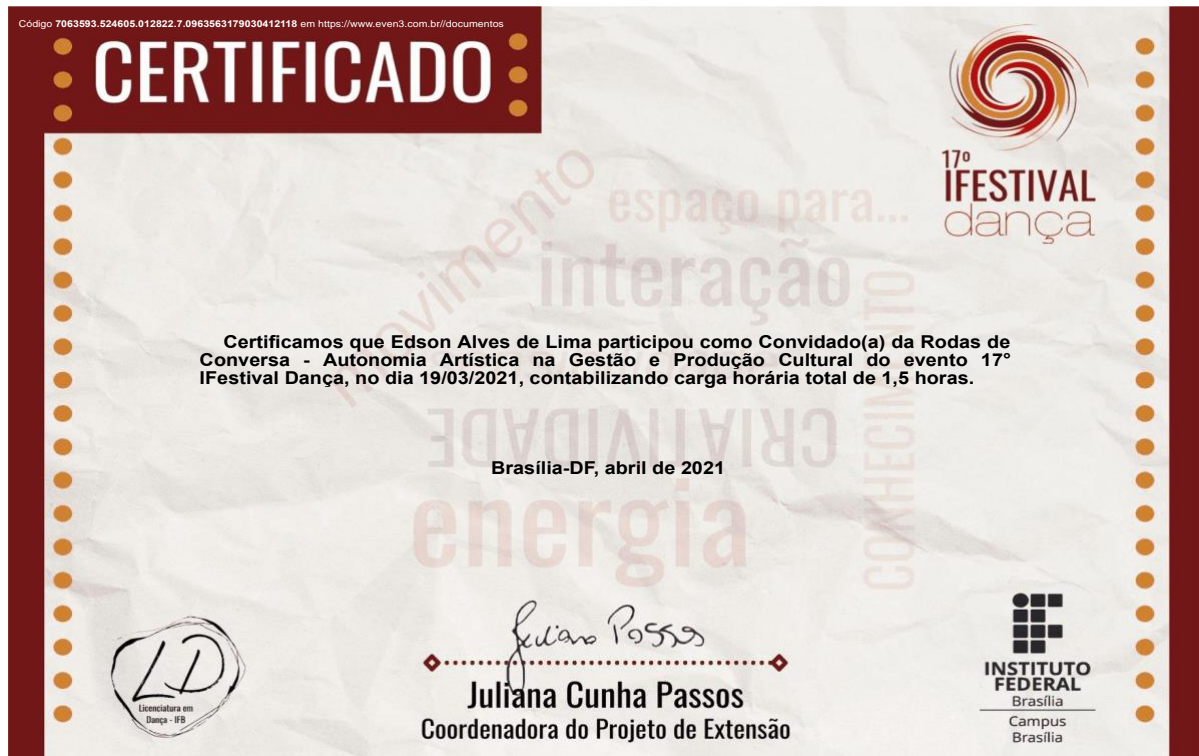 Código 7063593.524605.012822.7.0963563179030412118 em https://www.even3.com.br//documentos
CERTIFICADO
17º
IFESTIVAL
dança
movimento
espaço para...
interação
CONHECIMENTO
Certificamos que Edson Alves de Lima participou como Convidado(a) da Rodas de
Conversa - Autonomia Artística na Gestão e Produção Cultural do evento 17°
IFestival Dança, no dia 19/03/2021, contabilizando carga horária total de 1,5 horas.
CRIATIVIDADE
Brasília-DF, abril de 2021
energia
Juliana Passos
Juliana Cunha Passos
Coordenadora do Projeto de Extensão
LD
Licenciatura em
Dança - IFB
INSTITUTO
FEDERAL
Brasília
Campus
Brasília